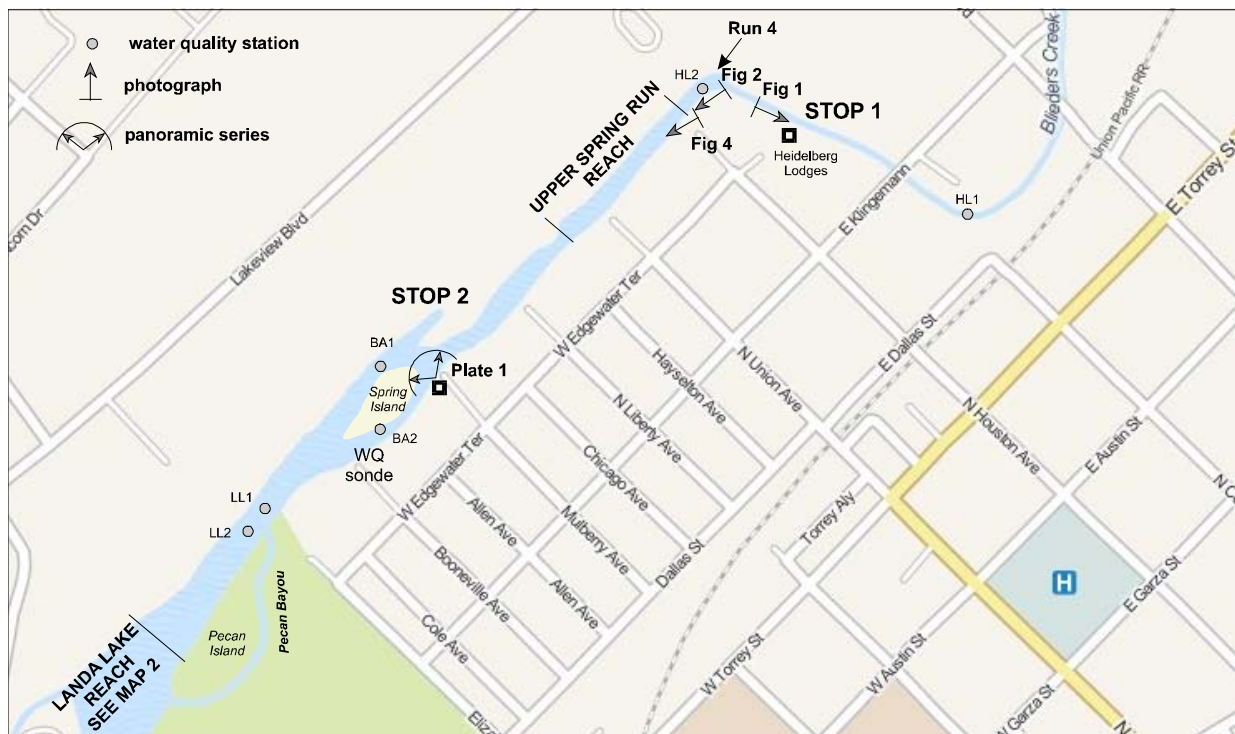 water quality station
photograph
panoramic series
Run 4
HL2
Fig 2
Fig 1
STOP 1
Fig 4
Heidelberg
Lodges
UPPER SPRING RUN
REACH
Blieders Creek
Union Pacific RR
E Torrey St
E Klingemann
HL1
Lakeview Blvd
corn Dr
STOP 2
BA1
Plate 1
Spring
Island
BA2
WQ
sonde
W Edgewater Ter
W Edgewater Ter
Hayselton Ave
N Union Ave
N Liberty Ave
Chicago Ave
Mulberry Ave
Allen Ave
Allen Ave
Booneville Ave
Cole Ave
E Dallas St
Dallas St
N Houston Ave
E Austin St
Torrey Aly
H
E Garza St
W Torrey St
W Austin St
W Garza St
LL1
LL2
Pecan Bayou
Pecan
Island
LANDA LAKE
REACH
SEE MAP 2